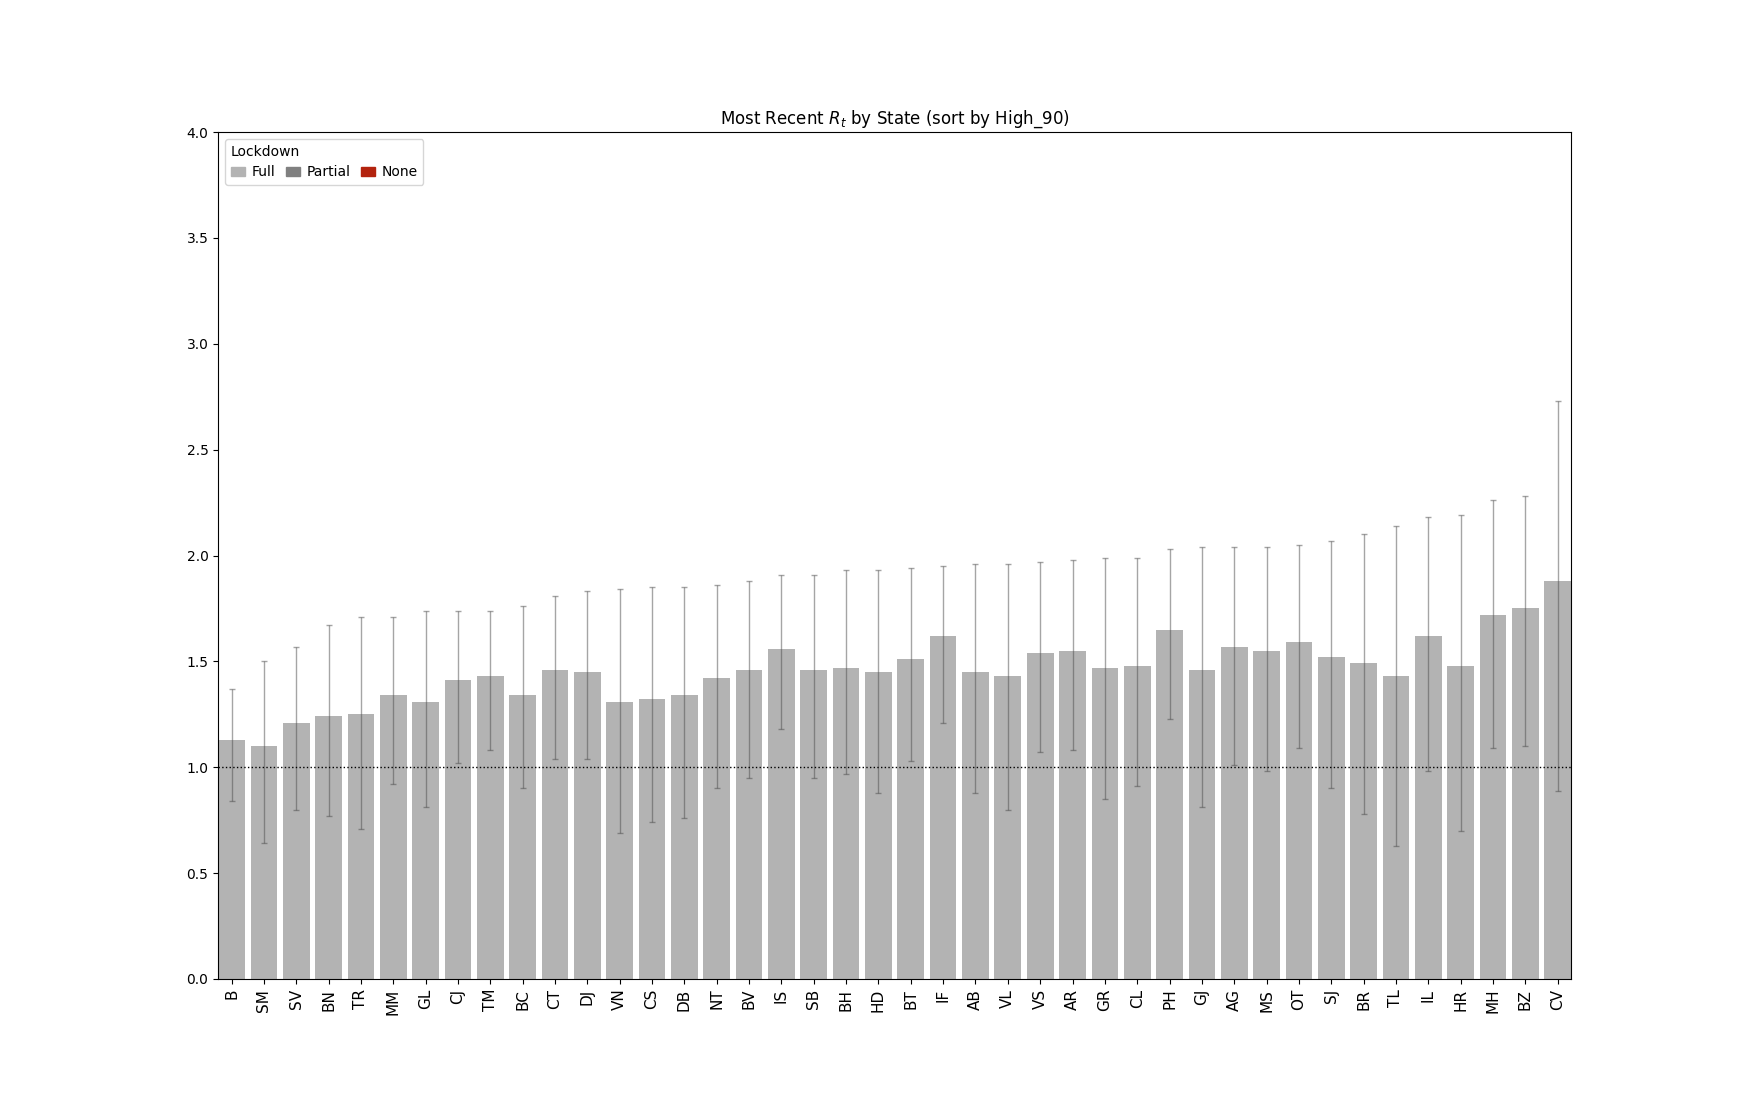 Most Recent R_t by State (sort by High_90)
Lockdown
Full Partial None
4.0
3.5
3.0
2.5
2.0
1.5
1.0
0.5
0.0
B SM SV BN TR MM GL CJ TM BC CT DJ VN CS DB NT BV IS SB BH HD BT IF AB VL VS AR GR CL PH GJ AG MS OT SJ BR TL IL HR MH BZ CV